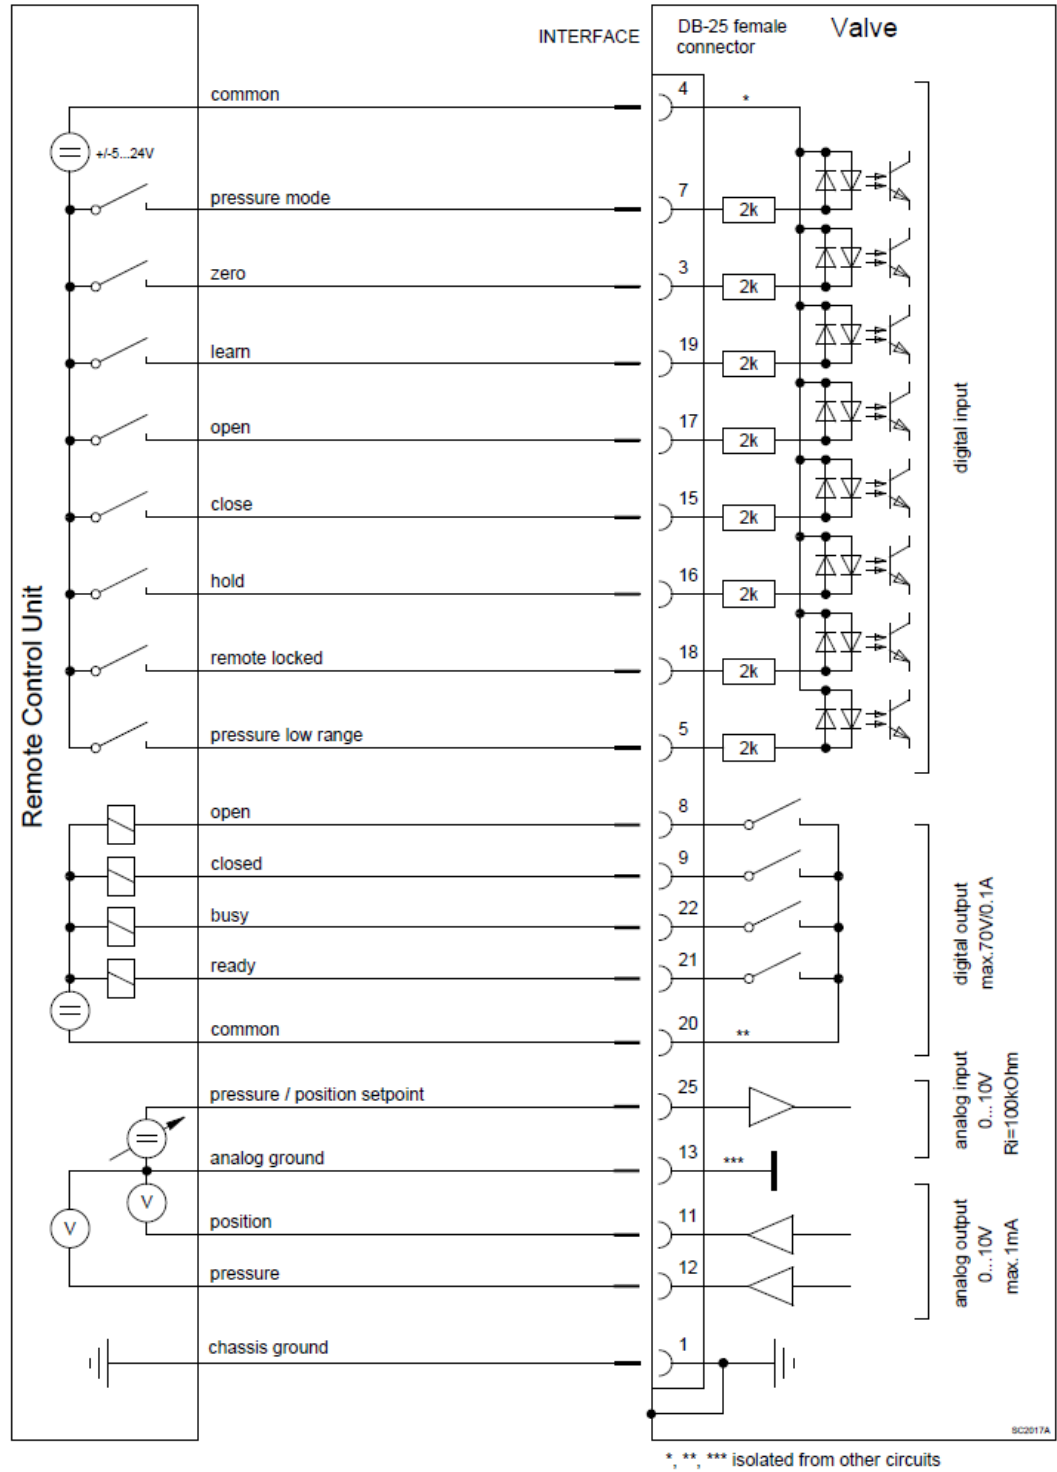 INTERFACE
DB-25 female
connector
Valve
common
4
*
+/-5...24V
pressure mode
7
2k
zero
3
2k
learn
19
2k
open
17
2k
close
15
2k
hold
16
2k
remote locked
18
2k
pressure low range
5
2k
digital input
Remote Control Unit
open
8
closed
9
busy
22
ready
21
common
20
**
digital output
max.70V/0.1A
pressure / position setpoint
25
analog input
0...10V
Ri=100kOhm
analog ground
13
***
V
V
position
11
pressure
12
analog output
0...10V
max.1mA
chassis ground
1
SC2017A
*, **, *** isolated from other circuits